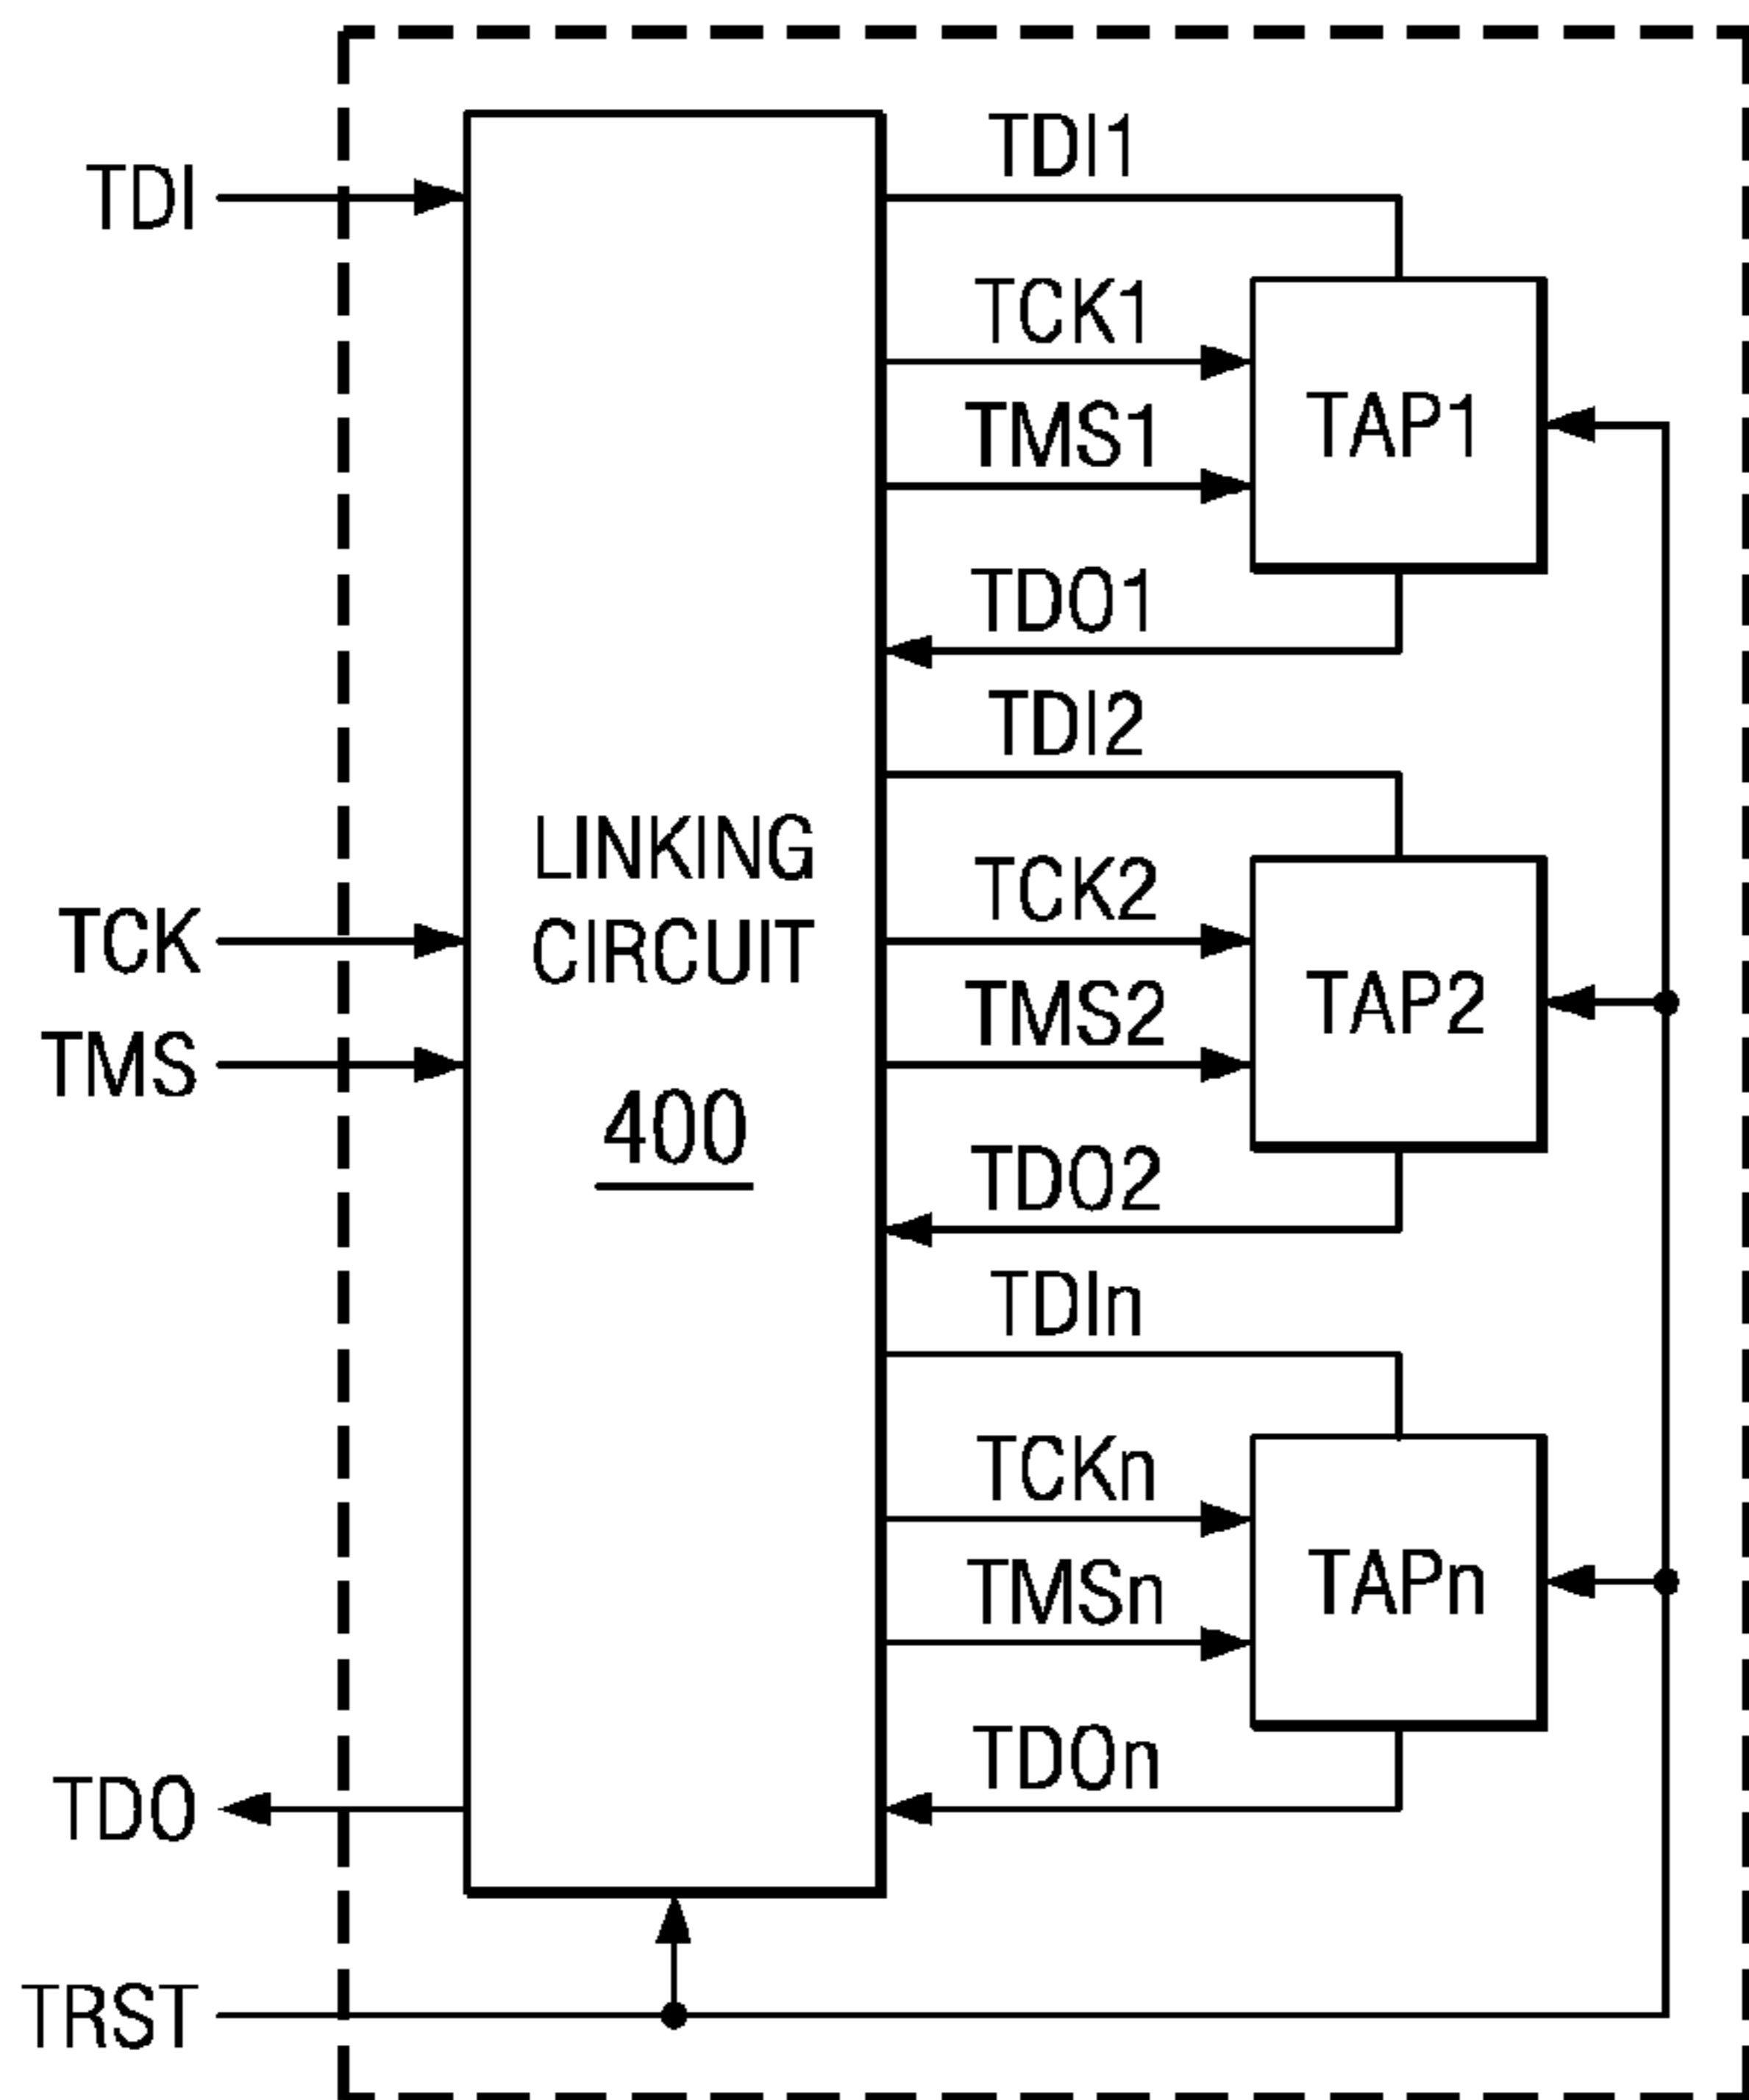 TDI
TCK
TMS
TDO
TRST
LINKING
CIRCUIT
400
TDI1
TCK1
TMS1
TDO1
TAP1
TDI2
TCK2
TMS2
TDO2
TAP2
TDIn
TCKn
TMSn
TDOn
TAPn